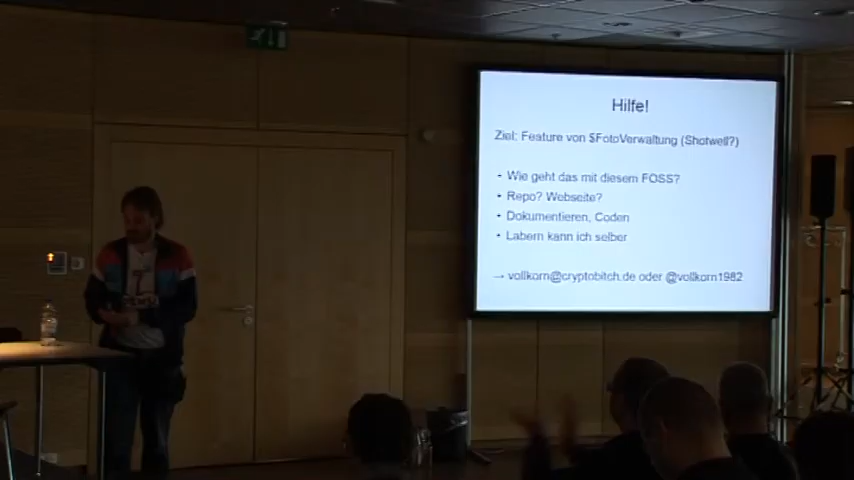 Hilfe!
Ziel: Feature von $FotoVerwaltung (Shotwell?)
- Wie geht das mit diesem FOSS?
- Repo? Webseite?
- Dokumentieren, Coden
- Labern kann ich selber
→ vollkorn@cryptobitch.de oder @vollkorn1982